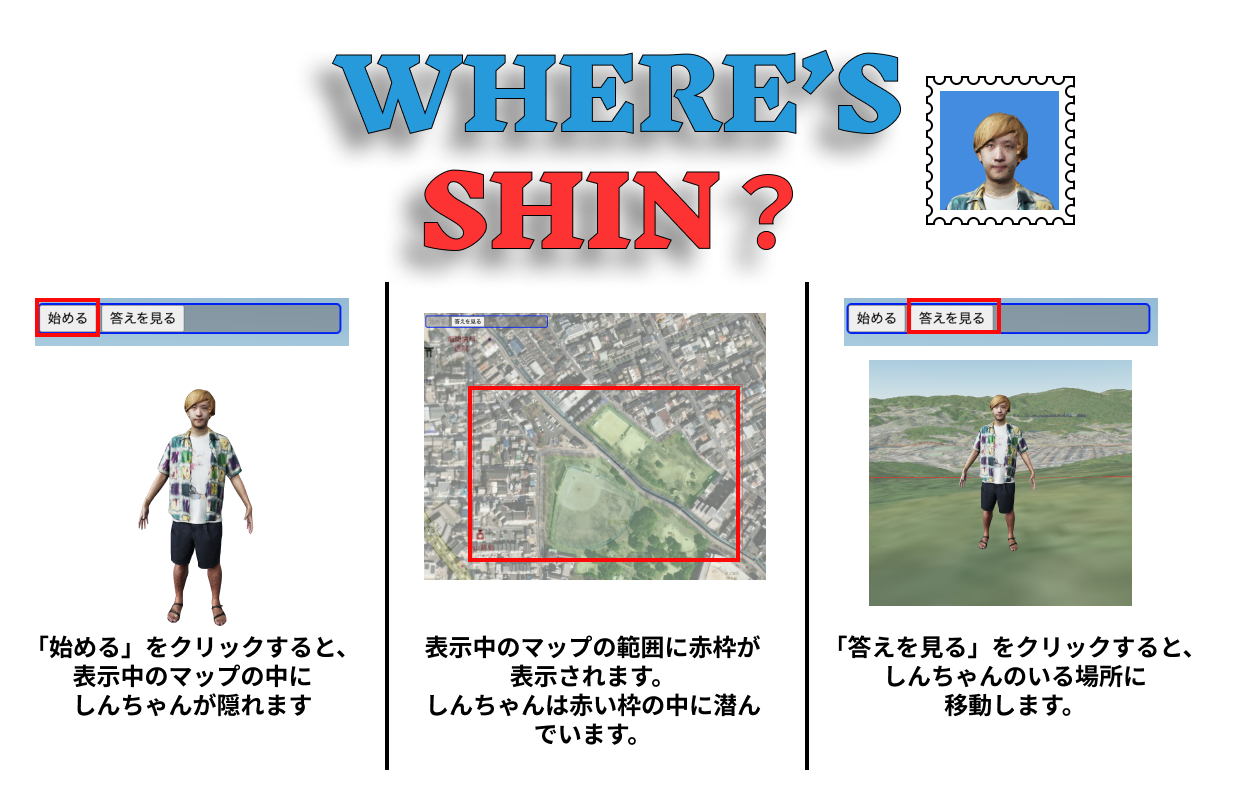 WHERE'S
SHIN？
始める
答えを見る
「始める」をクリックすると、
表示中のマップの中に
しんちゃんが隠れます
答えを見る
表示中のマップの範囲に赤枠が
表示されます。
しんちゃんは赤い枠の中に潜ん
でいます。
始める
答えを見る
「答えを見る」をクリックすると、
しんちゃんのいる場所に
移動します。